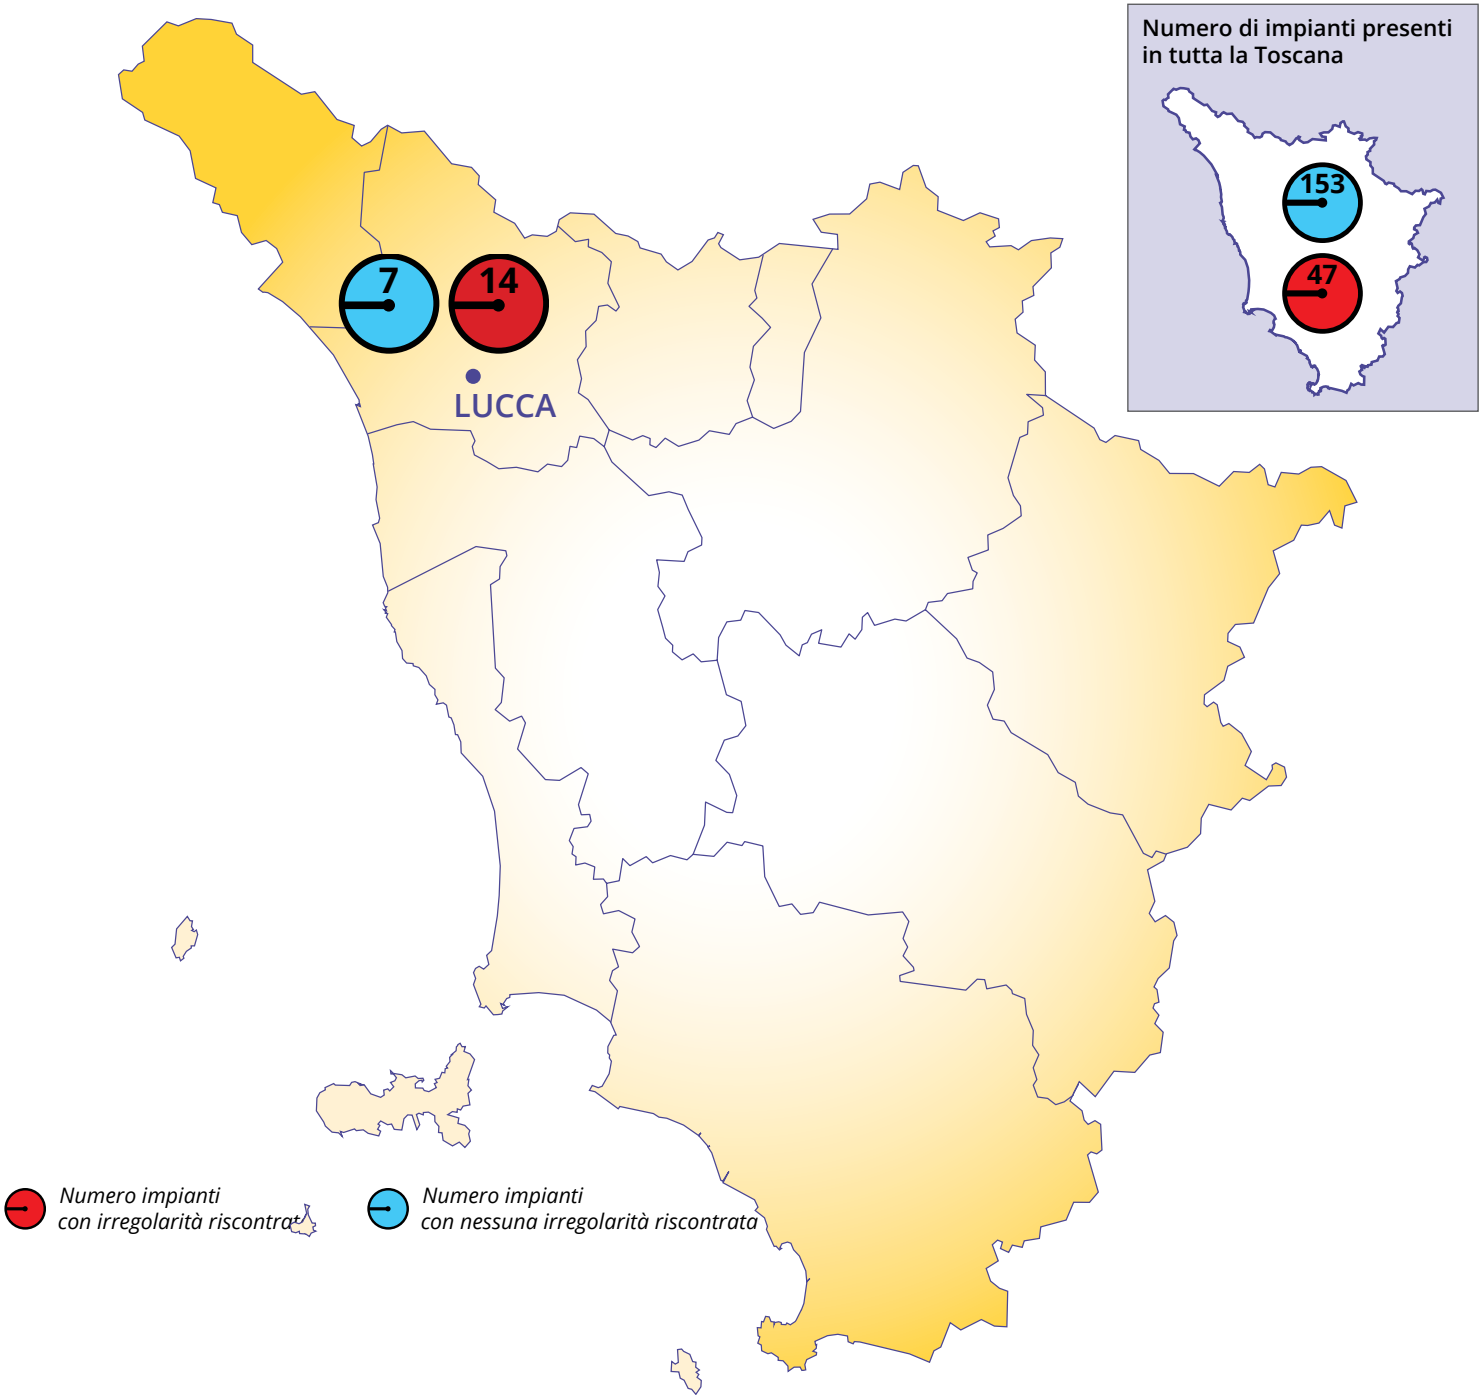 Numero di impianti presenti
in tutta la Toscana
153
47
7
14
LUCCA
Numero impianti
con irregolarità riscontrat
Numero impianti
con nessuna irregolarità riscontrata